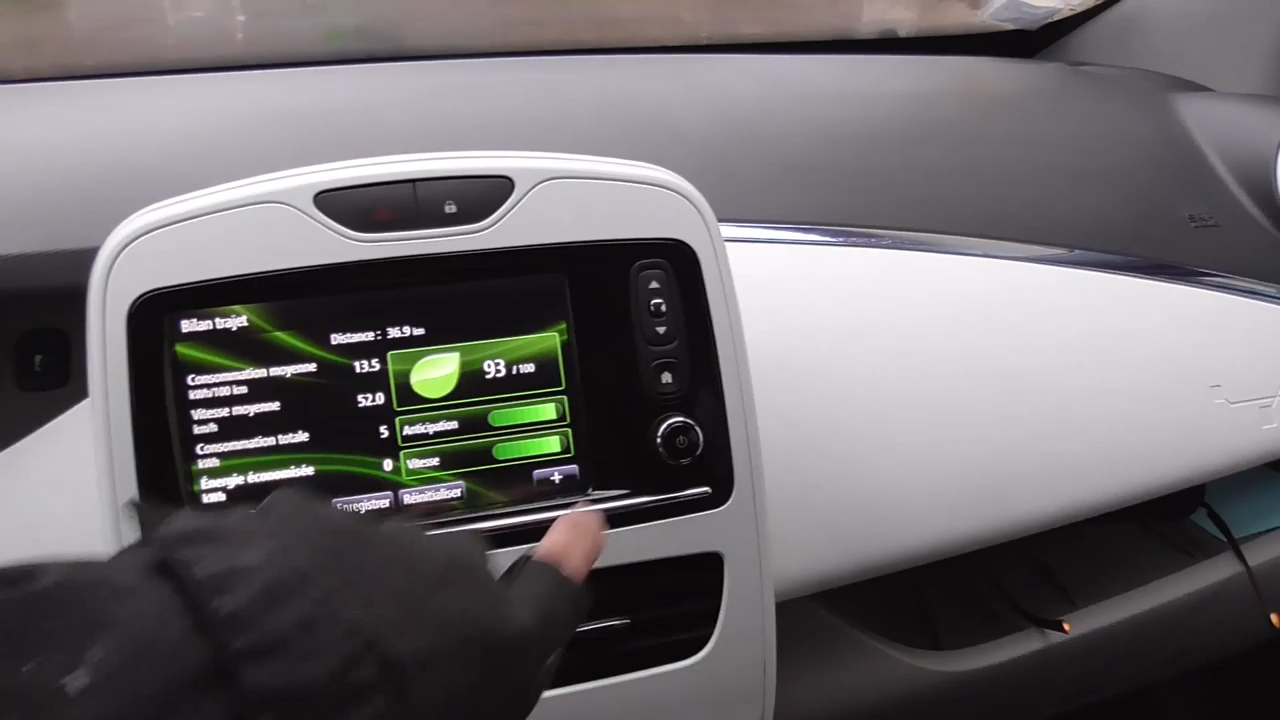 Bilan trajet
Distance : 36.9 km
Consommation moyenne 13.5
kWh/100 km
Vitesse moyenne 52.0
km/h
Consommation totale 5
kWh
Énergie économisée 0
kWh
93 / 100
Anticipation
Vitesse
+
Enregistrer Réinitialiser